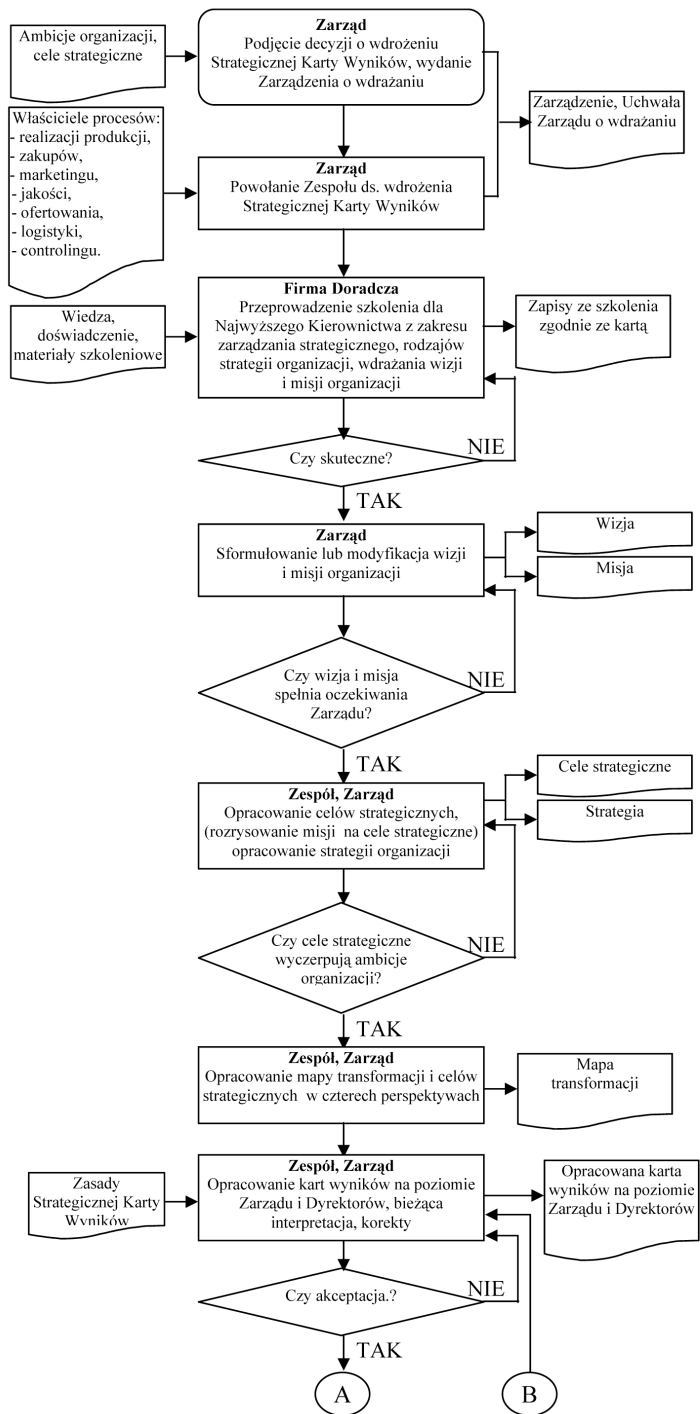 Ambicje organizacji,
cele strategiczne
Zarząd
Podjęcie decyzji o wdrożeniu
Strategicznej Karty Wyników, wydanie
Zarządzenia o wdrażaniu
Zarządzenie, Uchwała
Zarządu o wdrażaniu
Właściciele procesów:
- realizacji produkcji,
- zakupów,
- marketingu,
- jakości,
- ofertowania,
- logistyki,
- controlingu.
Zarząd
Powołanie Zespołu ds. wdrożenia
Strategicznej Karty Wyników
Wiedza,
doświadczenie,
materiały szkoleniowe
Firma Doradcza
Przeprowadzenie szkolenia dla
Najwyższego Kierownictwa z zakresu
zarządzania strategicznego, rodzajów
strategii organizacji, wdrażania wizji
i misji organizacji
Zapisy ze szkolenia
zgodnie ze kartą
Czy skuteczne?
NIE
TAK
Zarząd
Sformułowanie lub modyfikacja wizji
i misji organizacji
Wizja
Misja
Czy wizja i misja
spełnia oczekiwania
Zarządu?
NIE
TAK
Zespół, Zarząd
Opracowanie celów strategicznych,
(rozrysowanie misji na cele strategiczne)
opracowanie strategii organizacji
Cele strategiczne
Strategia
Czy cele strategiczne
wyczerpują ambicje
organizacji?
NIE
TAK
Zespół, Zarząd
Opracowanie mapy transformacji i celów
strategicznych w czterech perspektywach
Mapa
transformacji
Zasady
Strategicznej Karty
Wyników
Zespół, Zarząd
Opracowanie kart wyników na poziomie
Zarządu i Dyrektorów, bieżąca
interpretacja, korekty
Opracowana karta
wyników na poziomie
Zarządu i Dyrektorów
Czy akceptacja.?
NIE
TAK
A
B